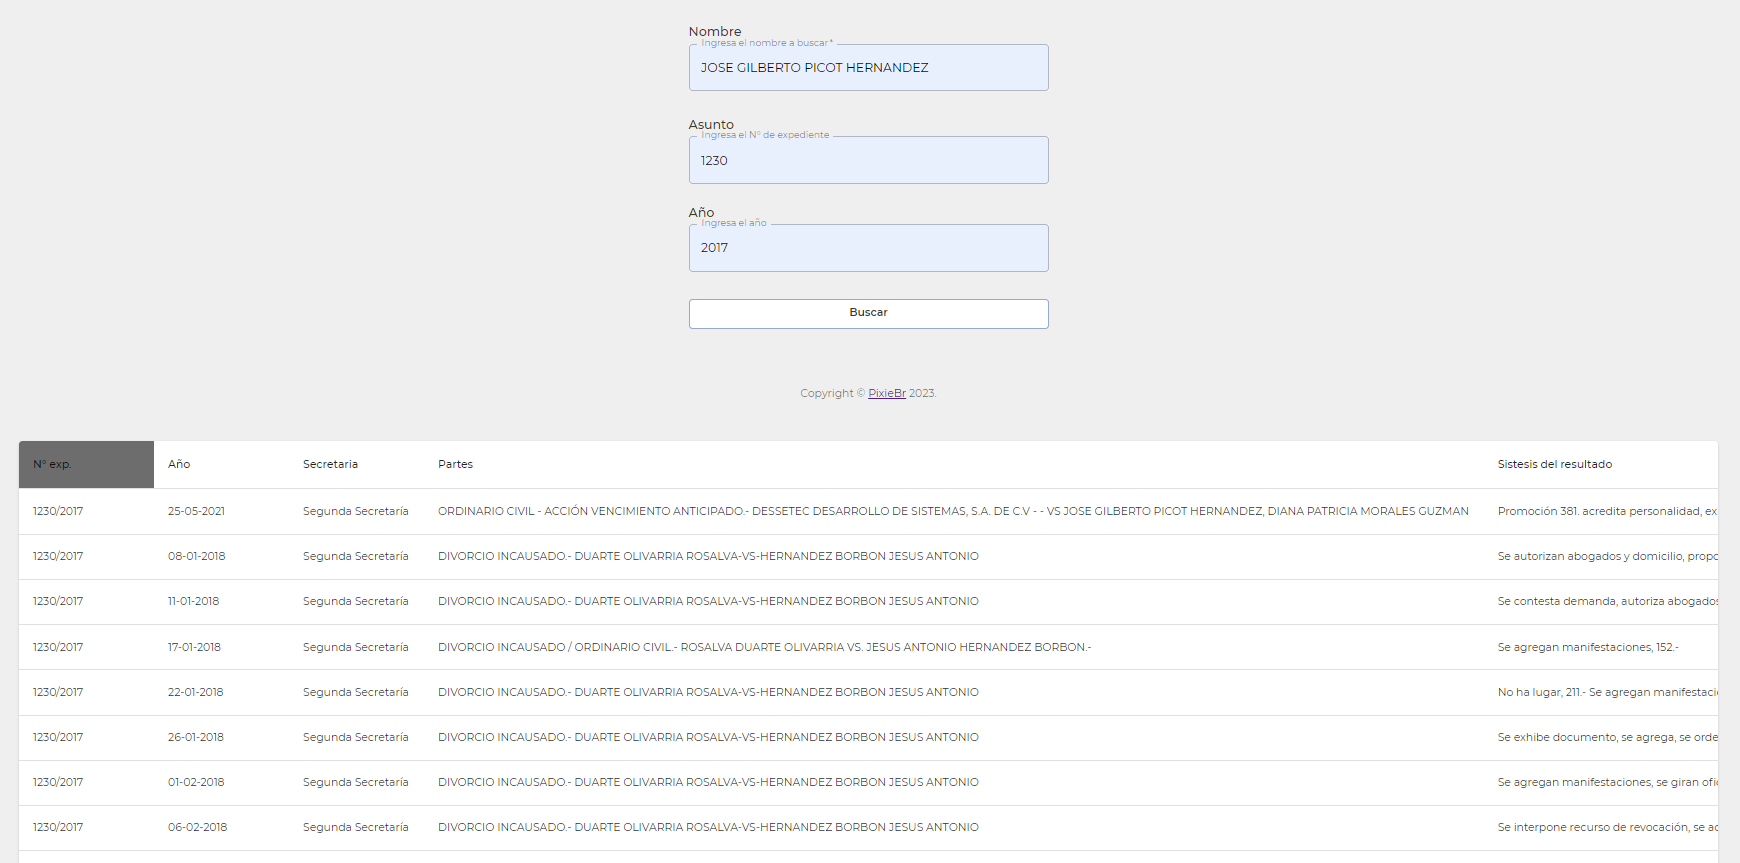 Nombre
Ingresa el nombre a buscar*
JOSE GILBERTO PICOT HERNANDEZ
Asunto
Ingresa el N° de expediente
1230
Año
Ingresa el año
2017
Buscar
Copyright © PixieBr 2023.
N° exp. Año Secretaria Partes Sistesis del resultado
1230/2017 25-05-2021 Segunda Secretaría ORDINARIO CIVIL - ACCIÓN VENCIMIENTO ANTICIPADO.- DESSETEC DESARROLLO DE SISTEMAS, S.A. DE C.V - - VS JOSE GILBERTO PICOT HERNANDEZ, DIANA PATRICIA MORALES GUZMAN Promoción 381. acredita personalidad, ex
1230/2017 08-01-2018 Segunda Secretaría DIVORCIO INCAUSADO.- DUARTE OLIVARRIA ROSALVA-VS-HERNANDEZ BORBON JESUS ANTONIO Se autorizan abogados y domicilio, propo
1230/2017 11-01-2018 Segunda Secretaría DIVORCIO INCAUSADO.- DUARTE OLIVARRIA ROSALVA-VS-HERNANDEZ BORBON JESUS ANTONIO Se contesta demanda, autoriza abogados
1230/2017 17-01-2018 Segunda Secretaría DIVORCIO INCAUSADO / ORDINARIO CIVIL.- ROSALVA DUARTE OLIVARRIA VS. JESUS ANTONIO HERNANDEZ BORBON.- Se agregan manifestaciones, 152.-
1230/2017 22-01-2018 Segunda Secretaría DIVORCIO INCAUSADO.- DUARTE OLIVARRIA ROSALVA-VS-HERNANDEZ BORBON JESUS ANTONIO No ha lugar, 211.- Se agregan manifestaci
1230/2017 26-01-2018 Segunda Secretaría DIVORCIO INCAUSADO.- DUARTE OLIVARRIA ROSALVA-VS-HERNANDEZ BORBON JESUS ANTONIO Se exhibe documento, se agrega, se orde
1230/2017 01-02-2018 Segunda Secretaría DIVORCIO INCAUSADO.- DUARTE OLIVARRIA ROSALVA-VS-HERNANDEZ BORBON JESUS ANTONIO Se agregan manifestaciones, se giran ofi
1230/2017 06-02-2018 Segunda Secretaría DIVORCIO INCAUSADO.- DUARTE OLIVARRIA ROSALVA-VS-HERNANDEZ BORBON JESUS ANTONIO Se interpone recurso de revocación, se ac